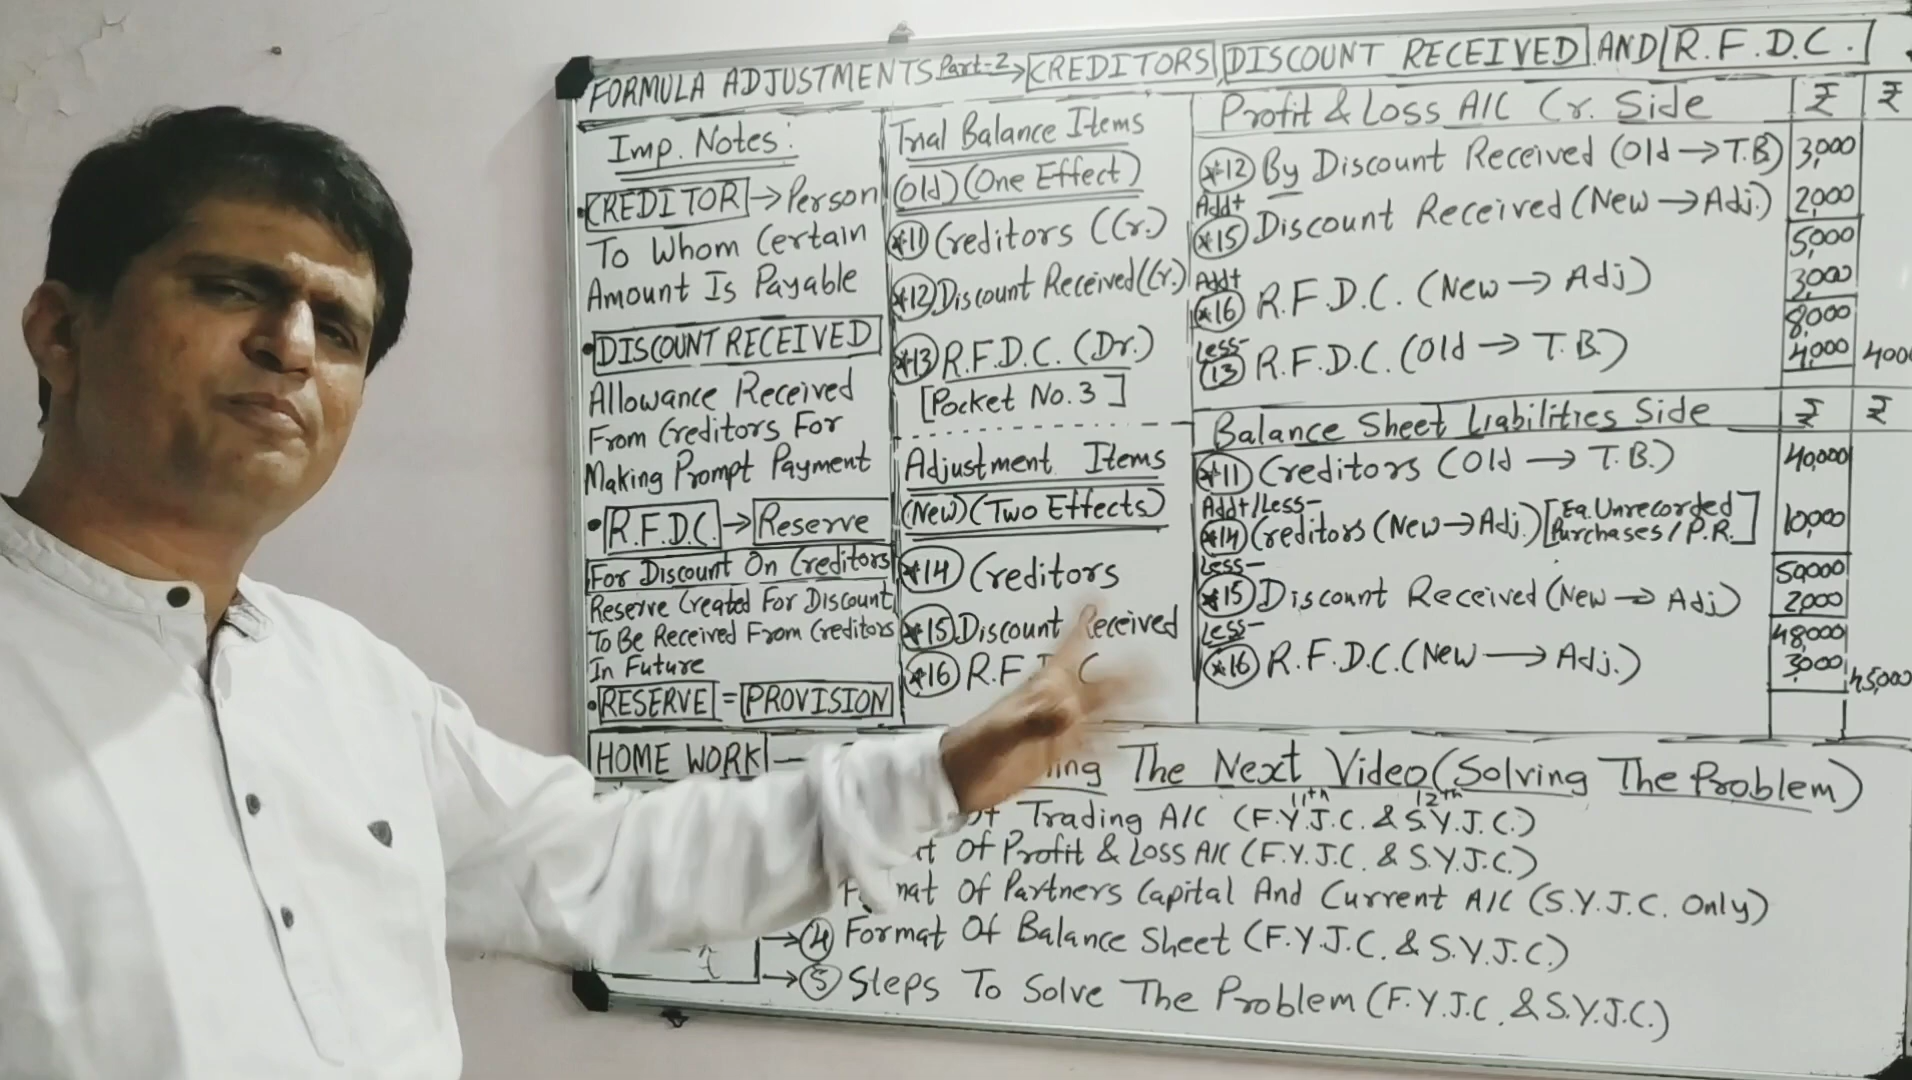 FORMULA ADJUSTMENTS Part-2 → CREDITORS DISCOUNT RECEIVED AND R.F.D.C.
Imp. Notes:
• CREDITOR → Person
To Whom Certain
Amount Is Payable
• DISCOUNT RECEIVED
Allowance Received
From Creditors For
Making Prompt Payment
• R.F.D.C. → Reserve
For Discount On Creditors
Reserve Created For Discount
To Be Received From Creditors
In Future
• RESERVE = PROVISION
Trial Balance Items
(Old) (One Effect)
*11 Creditors (Cr.)
*12 Discount Received (Cr.)
*13 R.F.D.C. (Dr.)
[Pocket No. 3]
Adjustment Items
(New) (Two Effects)
*14 Creditors
*15 Discount Received
*16 R.F.D.C
Profit & Loss A/C Cr. Side ₹ ₹
*12 By Discount Received (Old → T.B) 3,000
Add+
*15 Discount Received (New → Adj.) 2,000
5,000
Add+
*16 R.F.D.C. (New → Adj) 3,000
8,000
Less-
13 R.F.D.C. (Old → T.B.) 4,000 400
Balance Sheet Liabilities Side ₹ ₹
*11 Creditors (Old → T.B.) 40,000
Add+/Less-
*14 Creditors (New → Adj.) [Eg. Unrecorded Purchases / P.R.] 10,000
50,000
Less-
*15 Discount Received (New → Adj) 2,000
48,000
Less-
*16 R.F.D.C. (New → Adj.) 3,000 45,000
HOME WORK — ing The Next Video (Solving The Problem)
11th 12th
Of Trading A/C (F.Y.J.C. & S.Y.J.C.)
at Of Profit & Loss A/C (F.Y.J.C. & S.Y.J.C.)
F mat Of Partners Capital And Current A/C (S.Y.J.C. Only)
→ 4 Format Of Balance Sheet (F.Y.J.C. & S.Y.J.C.)
→ 5 Steps To Solve The Problem (F.Y.J.C. & S.Y.J.C.)